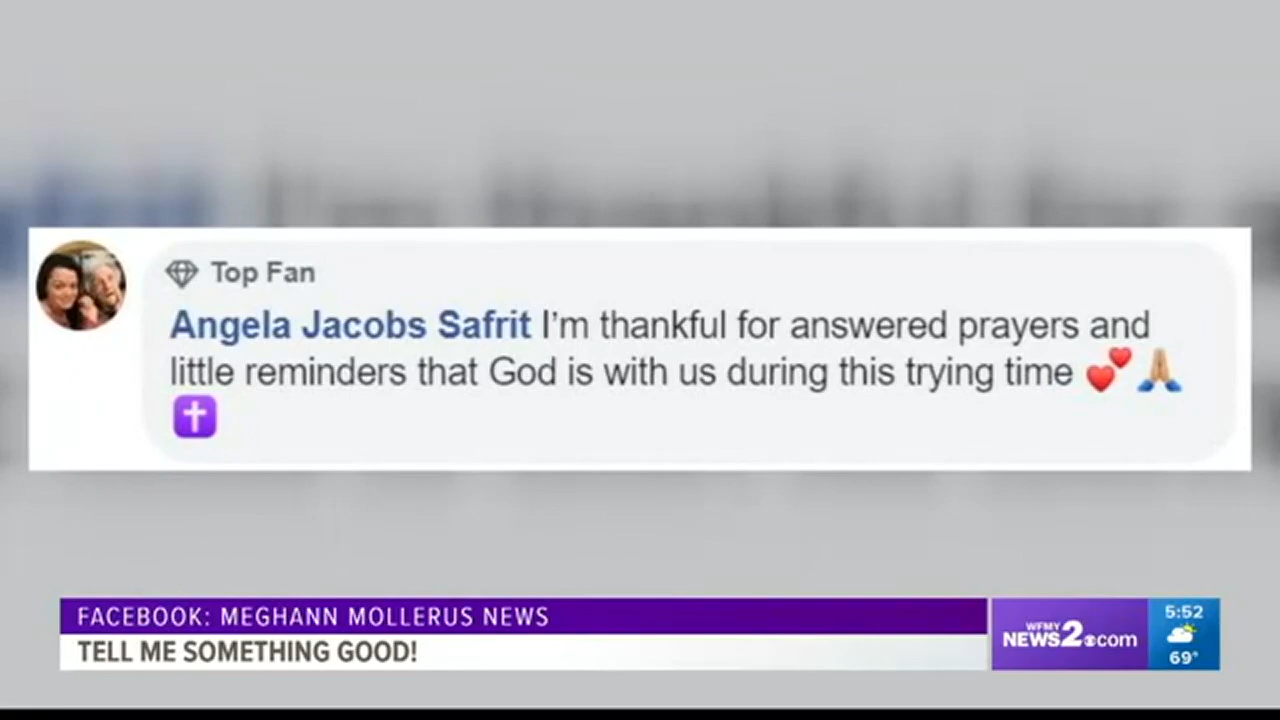 Top Fan
Angela Jacobs Safrit I'm thankful for answered prayers and
little reminders that God is with us during this trying time 💕🙏🏼
✝️
FACEBOOK: MEGHANN MOLLERUS NEWS
TELL ME SOMETHING GOOD!
WFMY
NEWS 2 .com
5:52
69°